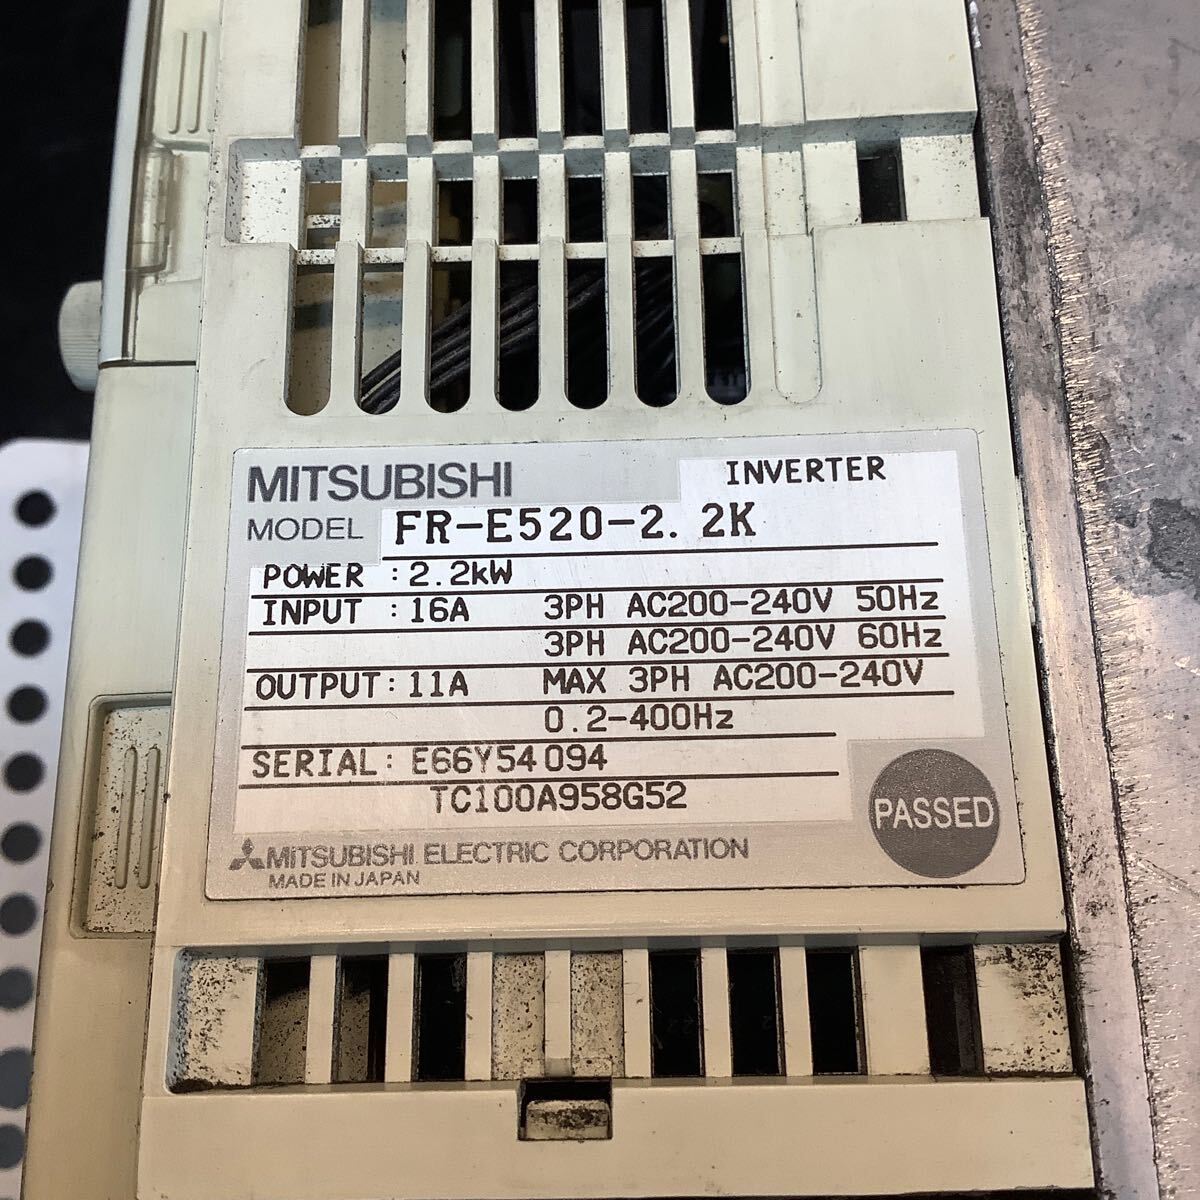 MITSUBISHI INVERTER
MODEL FR-E520-2.2K
POWER : 2.2kW
INPUT : 16A 3PH AC200-240V 50Hz
3PH AC200-240V 60Hz
OUTPUT : 11A MAX 3PH AC200-240V
0.2-400Hz
SERIAL : E66Y54094
TC100A958G52
PASSED
MITSUBISHI ELECTRIC CORPORATION
MADE IN JAPAN